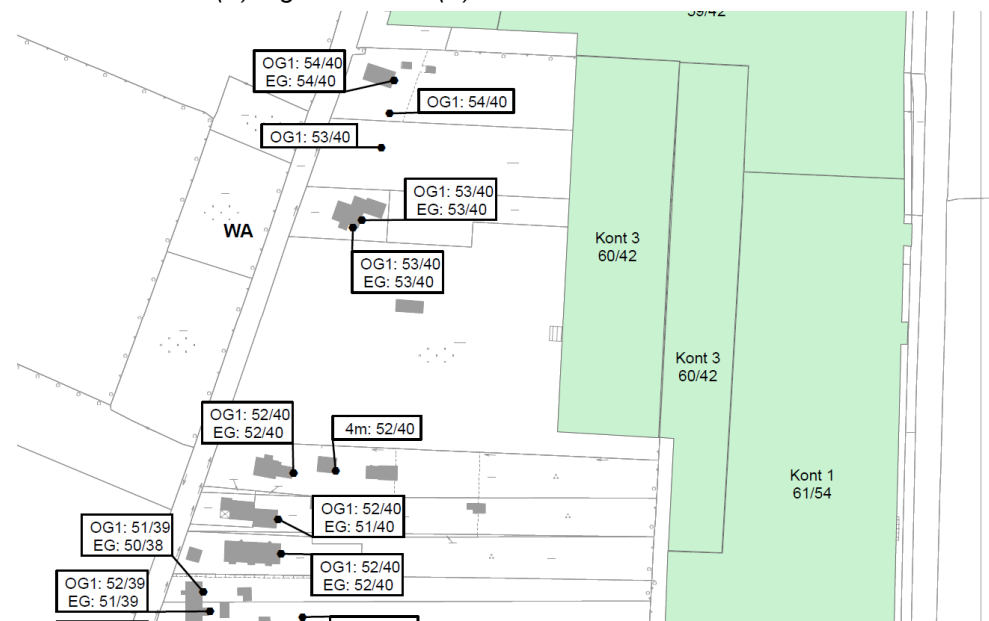 59/42
OG1: 54/40
EG: 54/40
OG1: 54/40
OG1: 53/40
OG1: 53/40
EG: 53/40
WA
Kont 3
60/42
OG1: 53/40
EG: 53/40
Kont 3
60/42
OG1: 52/40
EG: 52/40
4m: 52/40
Kont 1
61/54
OG1: 52/40
EG: 51/40
OG1: 51/39
EG: 50/38
OG1: 52/40
EG: 52/40
OG1: 52/39
EG: 51/39